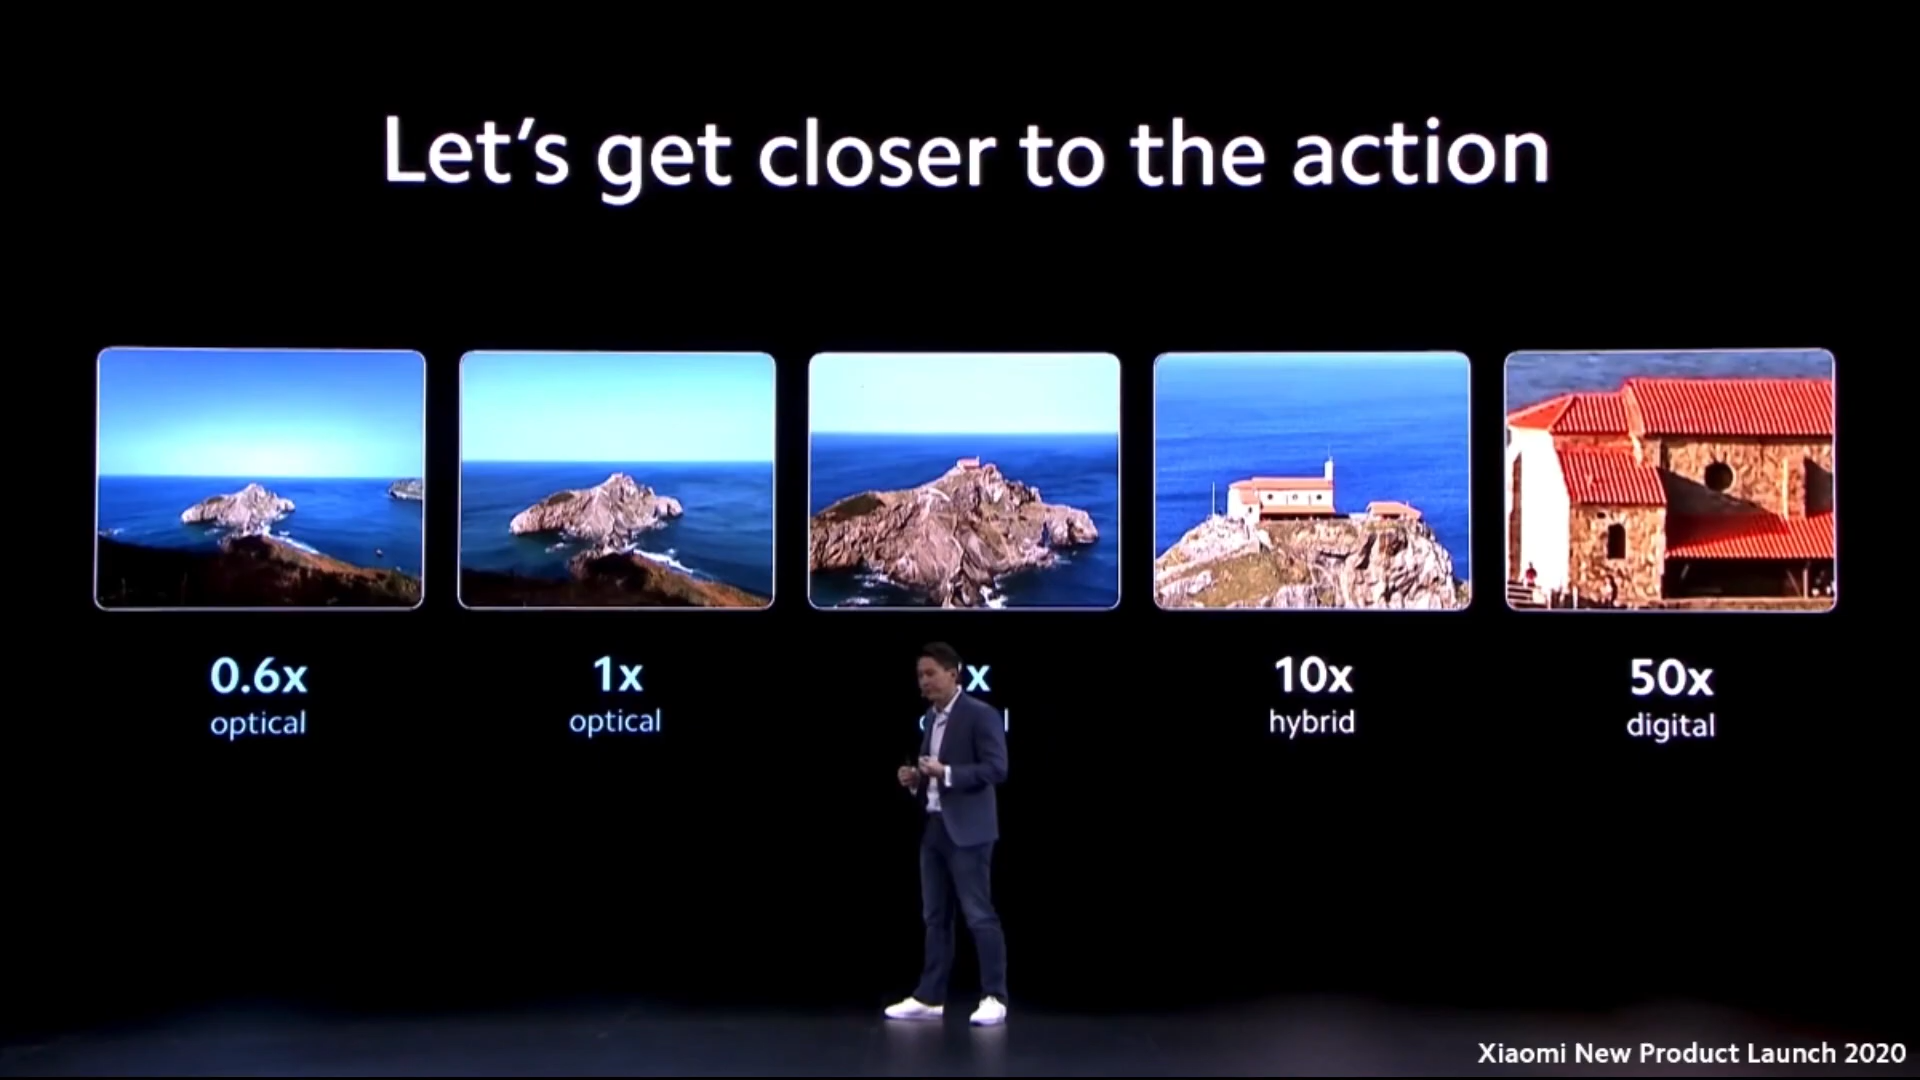 Let's get closer to the action
0.6x
optical
1x
optical
x
10x
hybrid
50x
digital
Xiaomi New Product Launch 2020